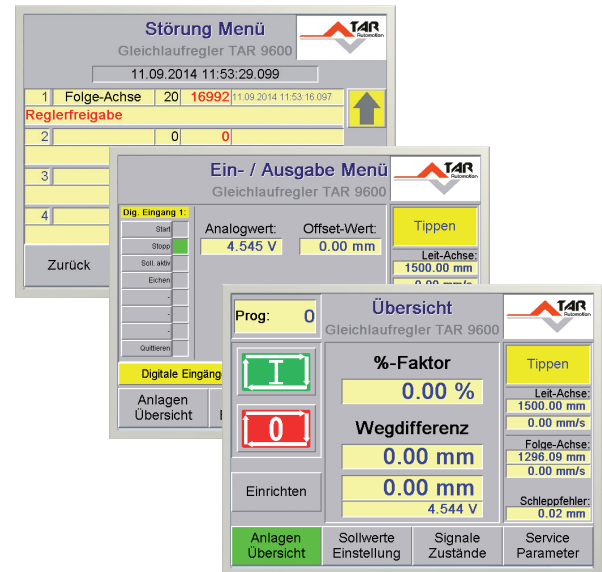 Störung Menü
Gleichlaufregler TAR 9600
TAR
Automation
11.09.2014 11:53:29.099
1 Folge-Achse 20 16992 11.09.2014 11:53:16.097
Reglerfreigabe
2 0 0
3
4
Zurück
Ein- / Ausgabe Menü
Gleichlaufregler TAR 9600
TAR
Automation
Dig. Eingang 1:
Start
Stopp
Soll. aktiv
Eichen
-
-
-
Quittieren
Analogwert: Offset-Wert:
4.545 V 0.00 mm
Tippen
Leit-Achse:
1500.00 mm
Digitale Eingäng
Anlagen
Übersicht
Prog: 0
Übersicht
Gleichlaufregler TAR 9600
TAR
Automation
I
0
Einrichten
%-Faktor
0.00 %
Wegdifferenz
0.00 mm
0.00 mm
4.544 V
Tippen
Leit-Achse:
1500.00 mm
0.00 mm/s
Folge-Achse:
1296.09 mm
0.00 mm/s
Schleppfehler:
0.02 mm
Anlagen
Übersicht
Sollwerte
Einstellung
Signale
Zustände
Service
Parameter